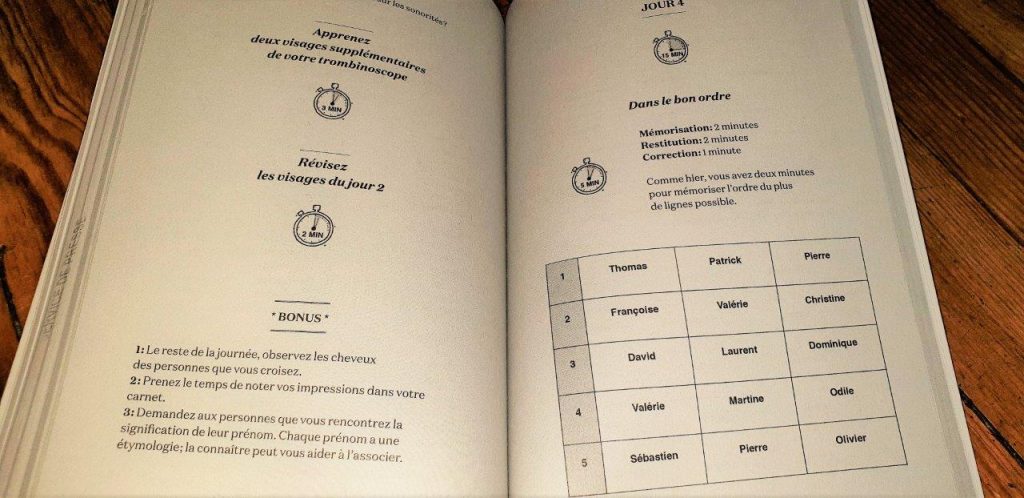 sur les sonorités?
Apprenez
deux visages supplémentaires
de votre trombinoscope
3 MIN
Révisez
les visages du jour 2
2 MIN
* BONUS *
1: Le reste de la journée, observez les cheveux
des personnes que vous croisez.
2: Prenez le temps de noter vos impressions dans votre
carnet.
3: Demandez aux personnes que vous rencontrez la
signification de leur prénom. Chaque prénom a une
étymologie; la connaître peut vous aider à l'associer.
JOUR 4
15 MIN
Dans le bon ordre
Mémorisation: 2 minutes
Restitution: 2 minutes
Correction: 1 minute
5 MIN
Comme hier, vous avez deux minutes
pour mémoriser l'ordre du plus
de lignes possible.
1 Thomas Patrick Pierre
2 Françoise Valérie Christine
3 David Laurent Dominique
4 Valérie Martine Odile
5 Sébastien Pierre Olivier